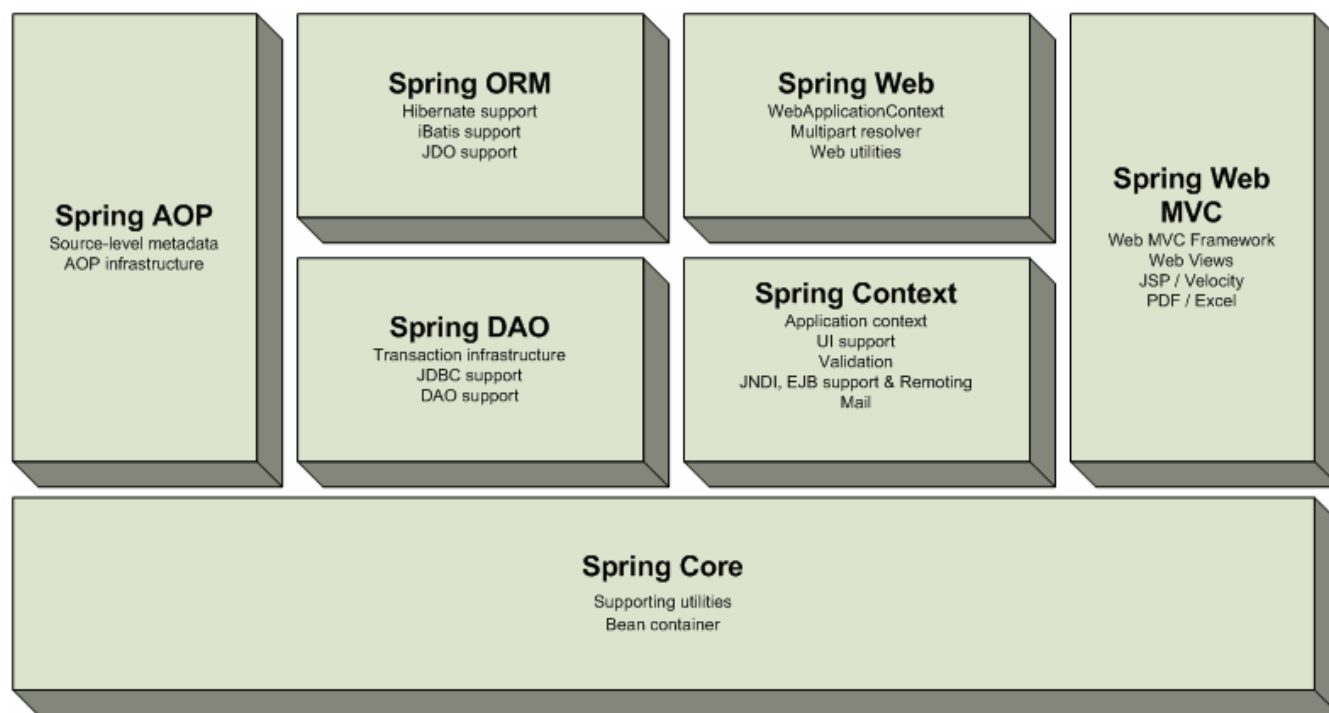 Spring AOP
Source-level metadata
AOP infrastructure
Spring ORM
Hibernate support
iBatis support
JDO support
Spring DAO
Transaction infrastructure
JDBC support
DAO support
Spring Web
WebApplicationContext
Multipart resolver
Web utilities
Spring Context
Application context
UI support
Validation
JNDI, EJB support & Remoting
Mail
Spring Web
MVC
Web MVC Framework
Web Views
JSP / Velocity
PDF / Excel
Spring Core
Supporting utilities
Bean container